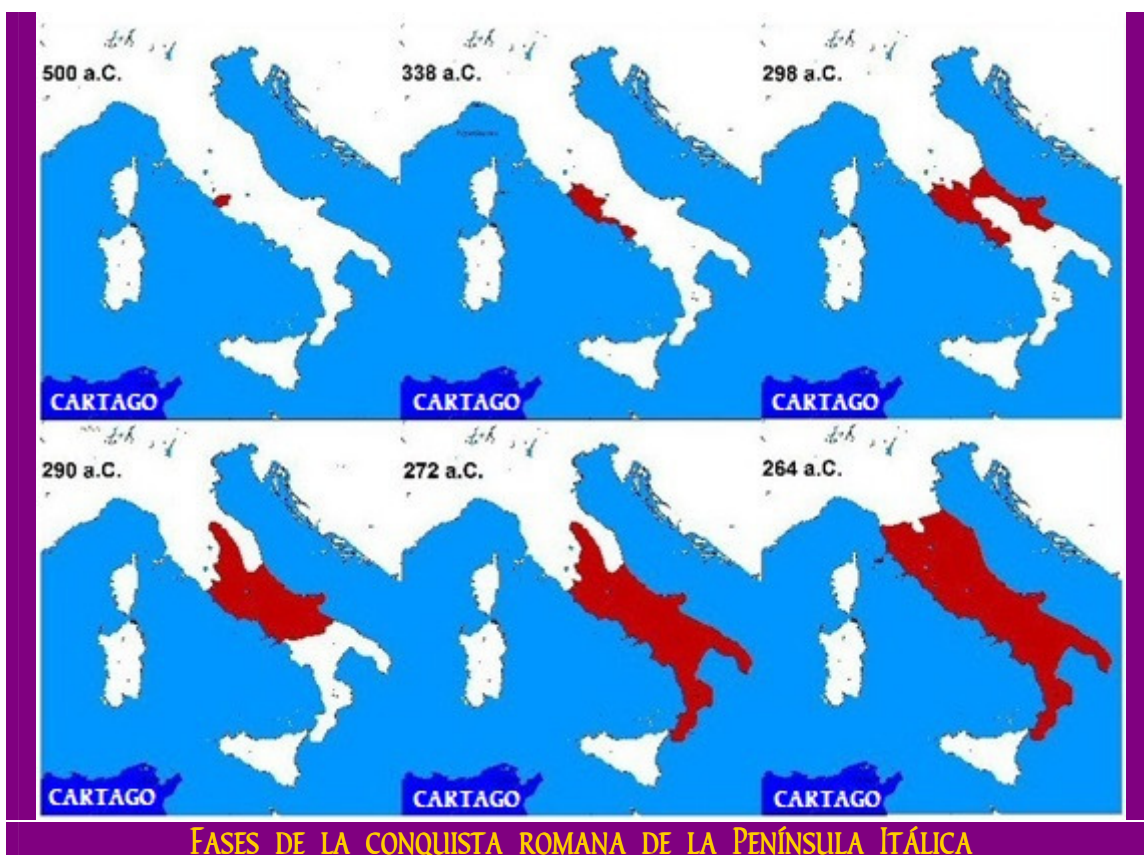 500 a.C.
338 a.C.
298 a.C.
CARTAGO
CARTAGO
CARTAGO
290 a.C.
272 a.C.
264 a.C.
CARTAGO
CARTAGO
CARTAGO
FASES DE LA CONQUISTA ROMANA DE LA PENÍNSULA ITÁLICA